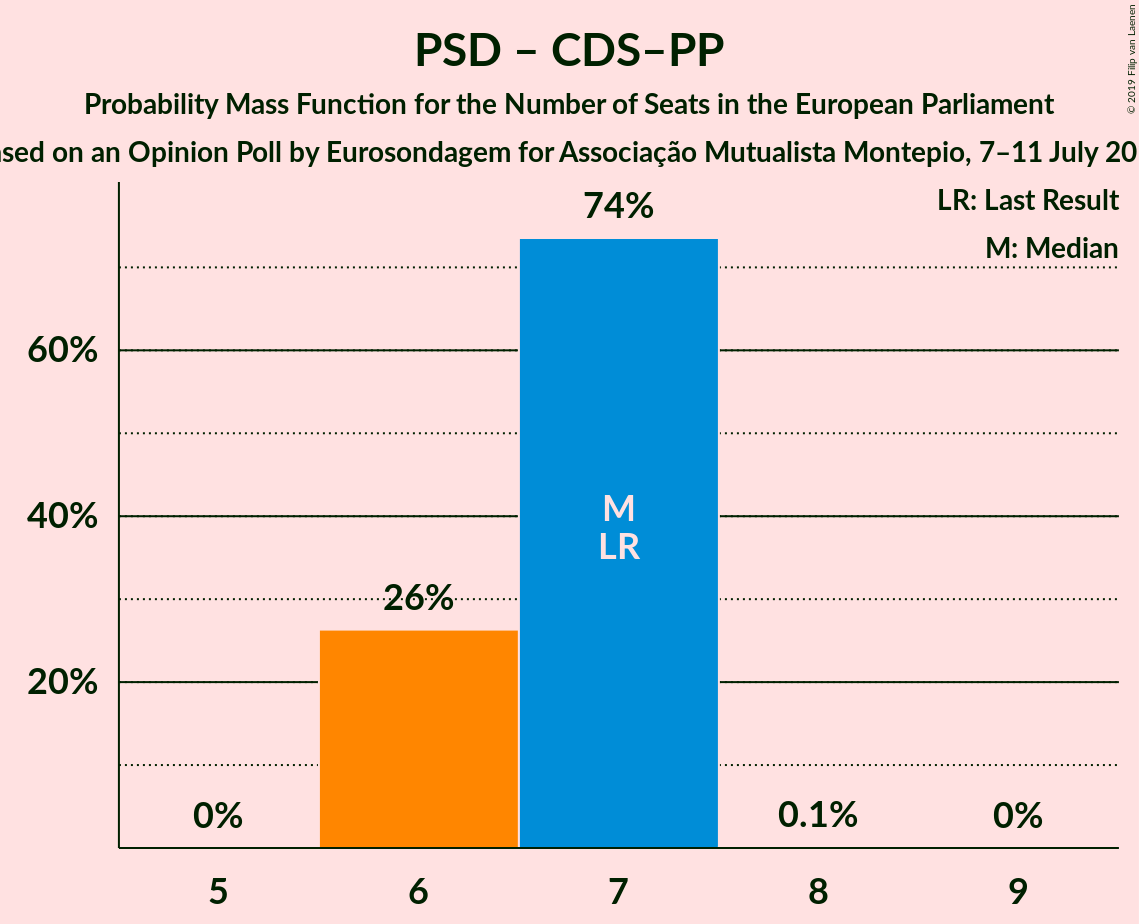 PSD – CDS–PP
Probability Mass Function for the Number of Seats in the European Parliament
on an Opinion Poll by Eurosondagem for Associação Mutualista Montepio, 7–11 July
© 2019 Filip van Laenen
LR: Last Result
M: Median
74%
60%
40%
20%
M
LR
26%
0%
0.1%
0%
5
6
7
8
9